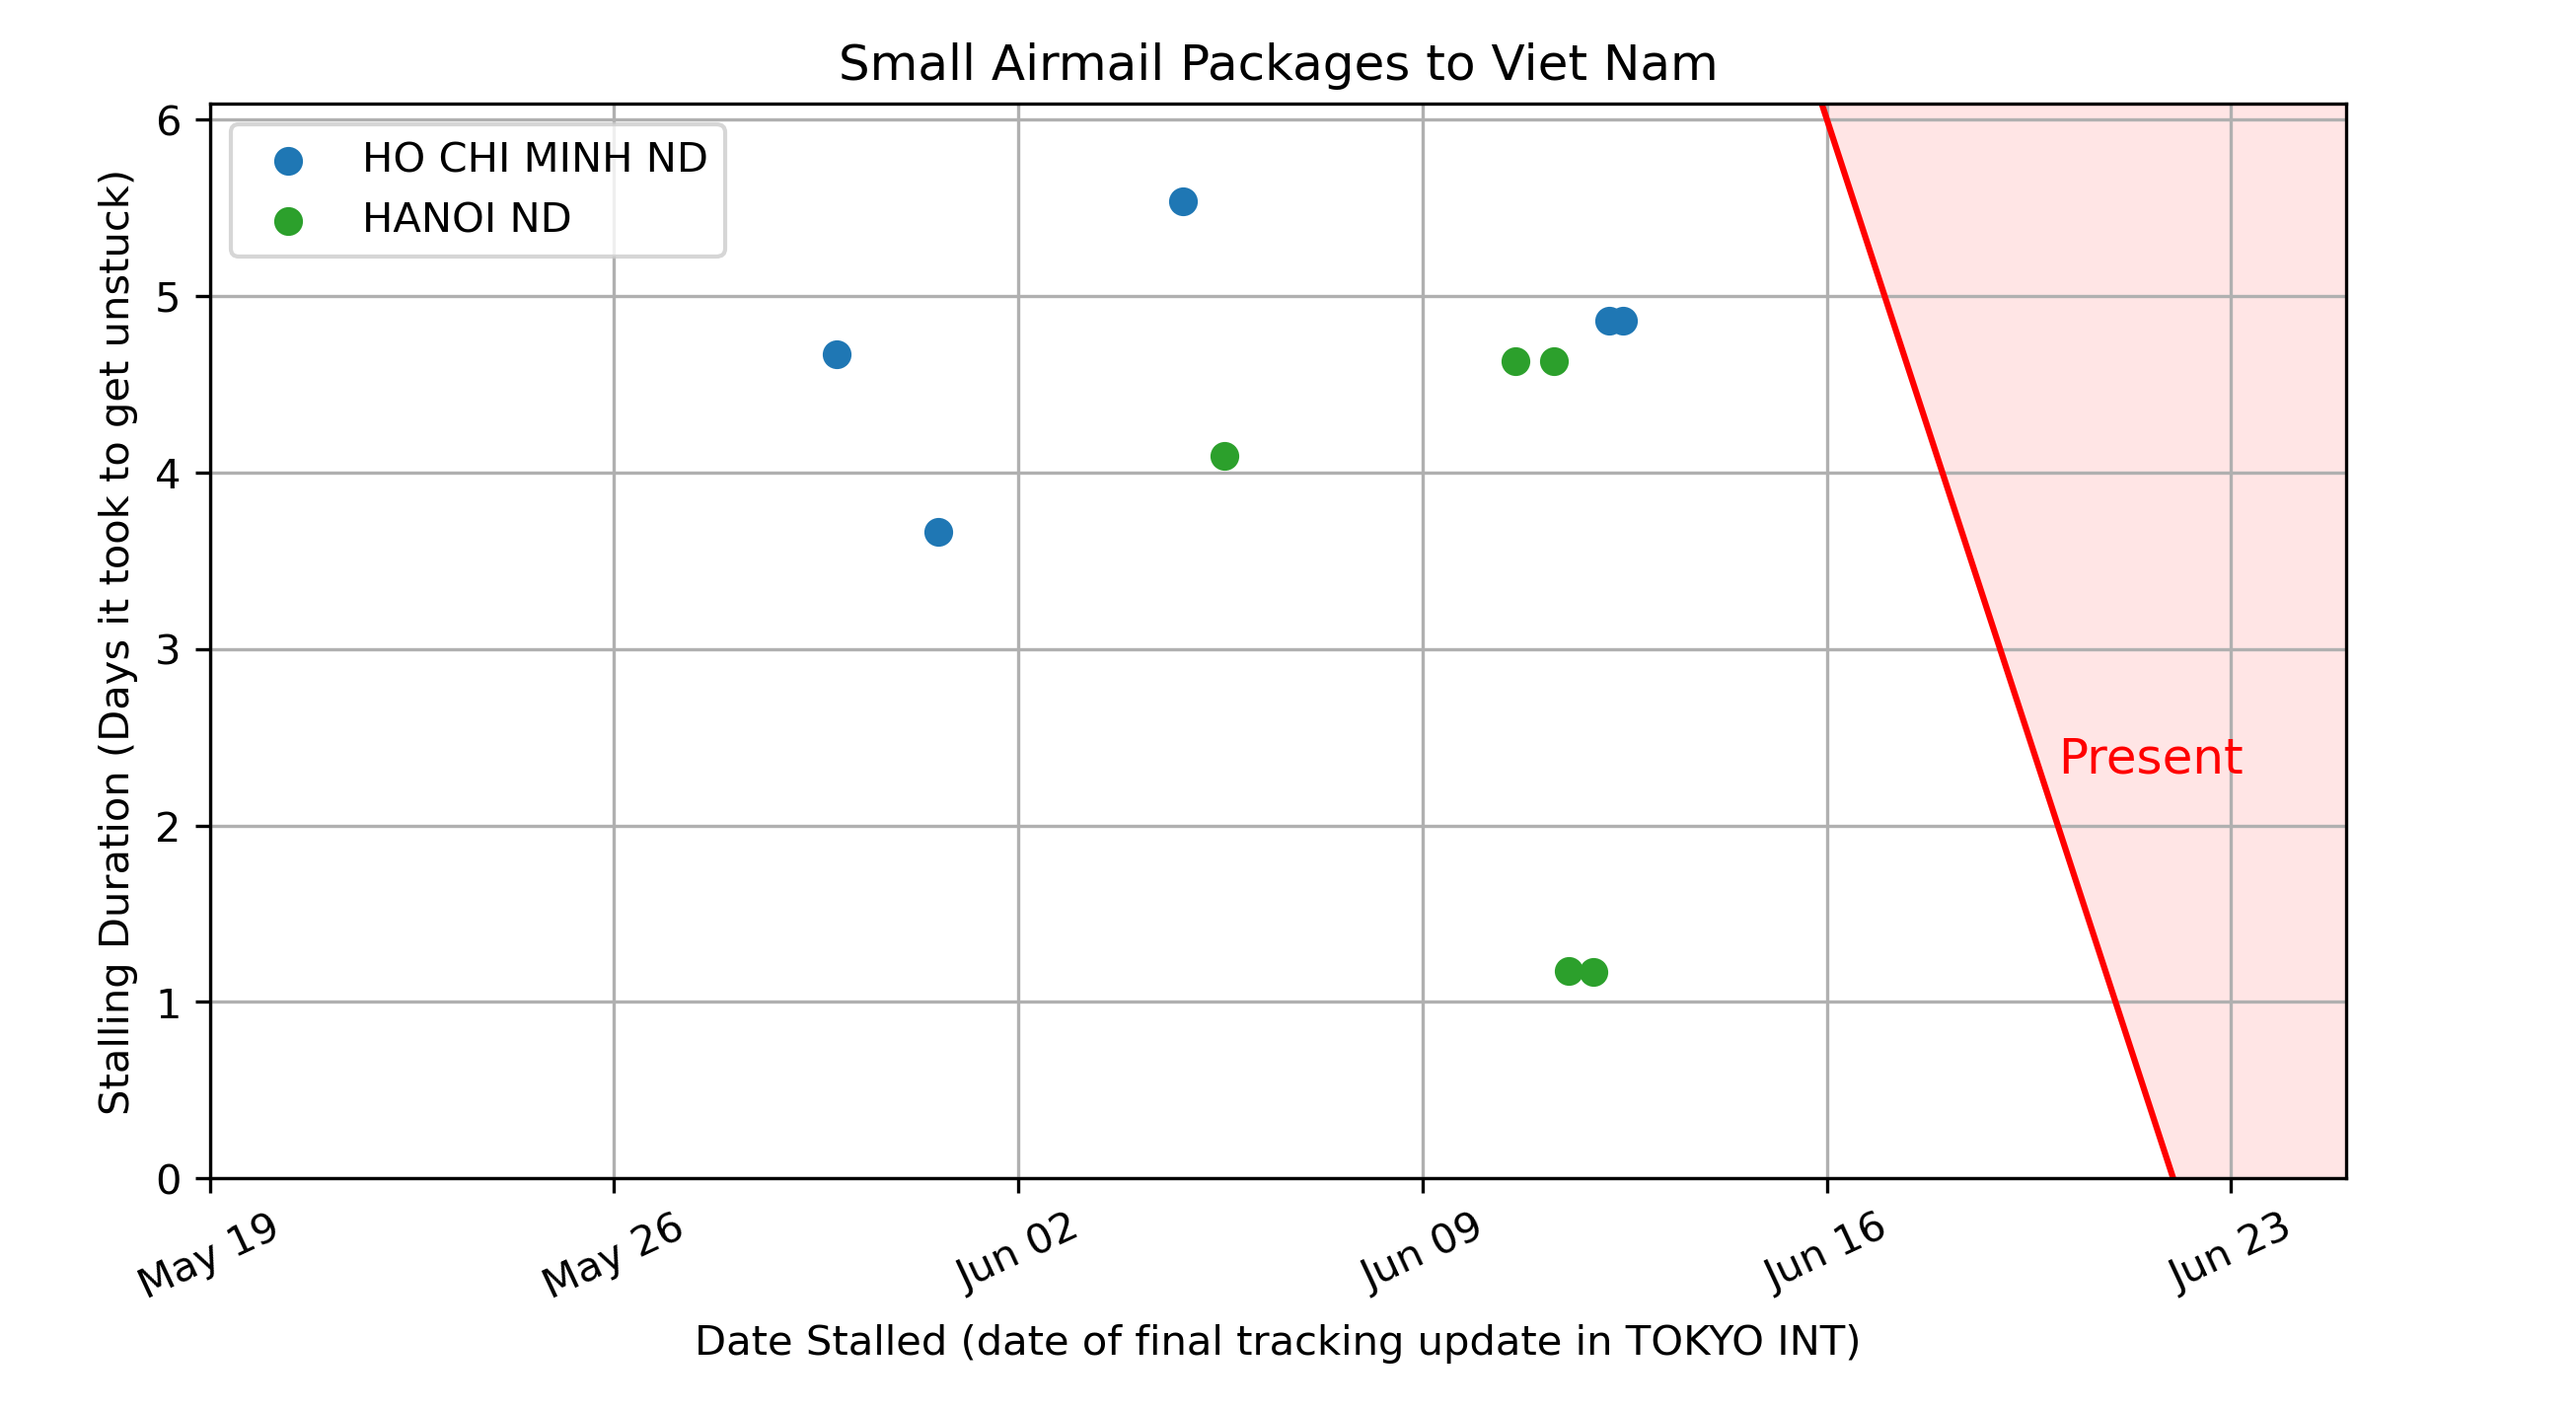 Small Airmail Packages to Viet Nam
HO CHI MINH ND
HANOI ND
Stalling Duration (Days it took to get unstuck)
6
5
4
3
2
1
0
Present
May 19
May 26
Jun 02
Jun 09
Jun 16
Jun 23
Date Stalled (date of final tracking update in TOKYO INT)